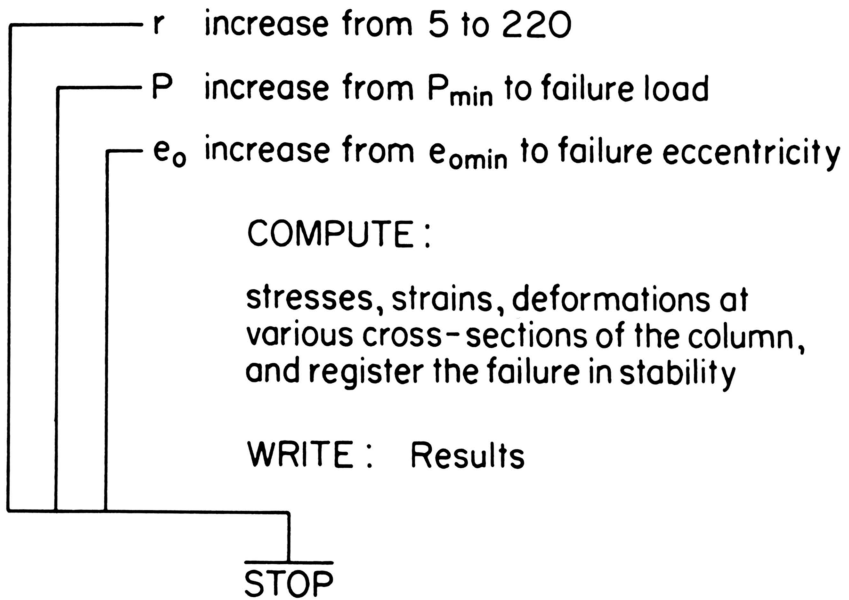 r increase from 5 to 220
P increase from Pmin to failure load
eo increase from eomin to failure eccentricity
COMPUTE :
stresses, strains, deformations at
various cross-sections of the column,
and register the failure in stability
WRITE : Results
STOP